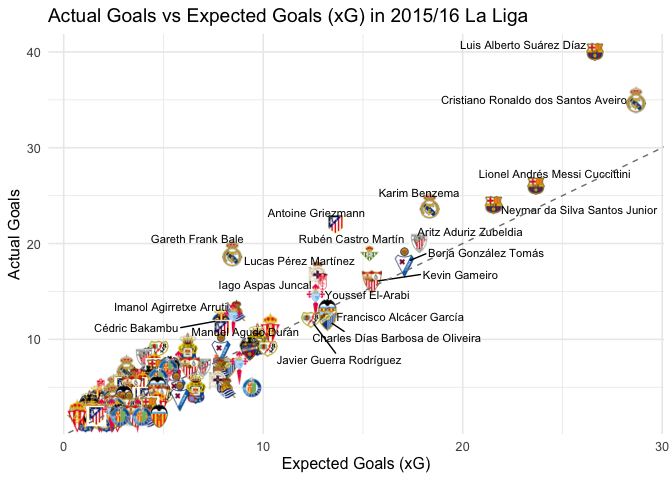 Actual Goals vs Expected Goals (xG) in 2015/16 La Liga
40
30
20
10
Actual Goals
Luis Alberto Suárez Díaz
Cristiano Ronaldo dos Santos Aveiro
Lionel Andrés Messi Cuccittini
Karim Benzema
Neymar da Silva Santos Junior
Antoine Griezmann
Aritz Aduriz Zubeldia
Gareth Frank Bale
Rubén Castro Martín
Borja González Tomás
Lucas Pérez Martínez
Kevin Gameiro
Iago Aspas Juncal
Youssef El-Arabi
Imanol Agirretxe Arruti
Francisco Alcácer García
Cédric Bakambu
Manuel Agudo Durán
Charles Días Barbosa de Oliveira
Javier Guerra Rodríguez
0
10
20
30
Expected Goals (xG)